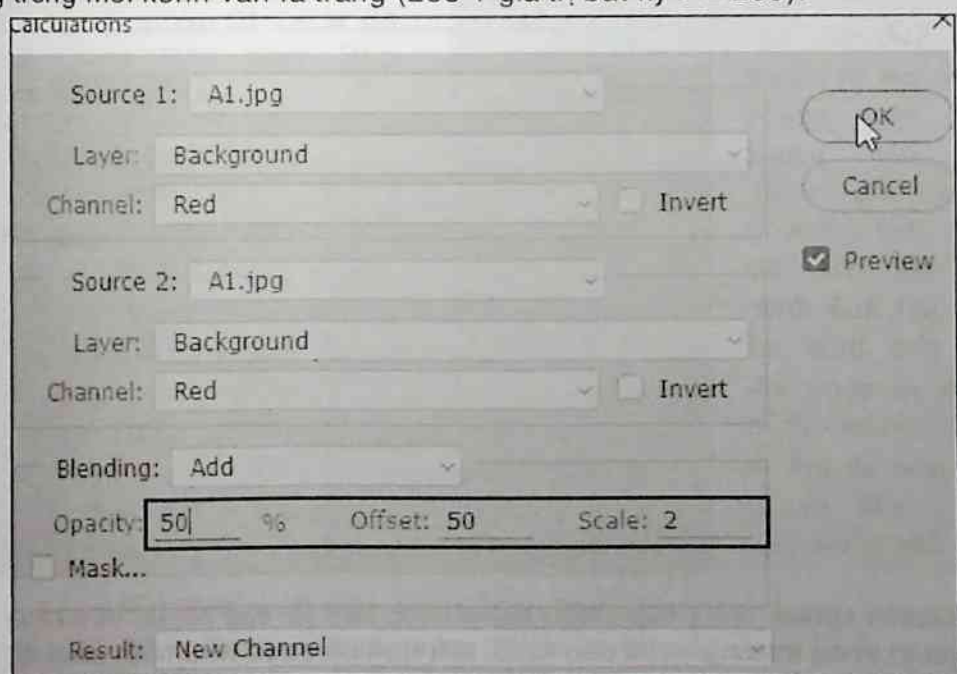 Calculations
Source 1: A1.jpg
OK
Layer: Background
Cancel
Channel: Red Invert
Preview
Source 2: A1.jpg
Layer: Background
Channel: Red Invert
Blending: Add
Opacity: 50 % Offset: 50 Scale: 2
Mask...
Result: New Channel